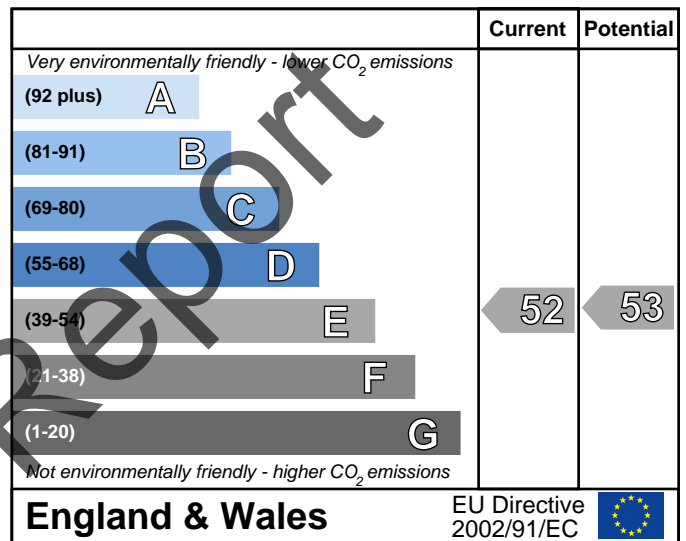 Current Potential
Very environmentally friendly - lower CO2 emissions
(92 plus) A
(81-91) B
(69-80) C
(55-68) D
(39-54) E 52 53
(21-38) F
(1-20) G
Not environmentally friendly - higher CO2 emissions
England & Wales
EU Directive
2002/91/EC
Report